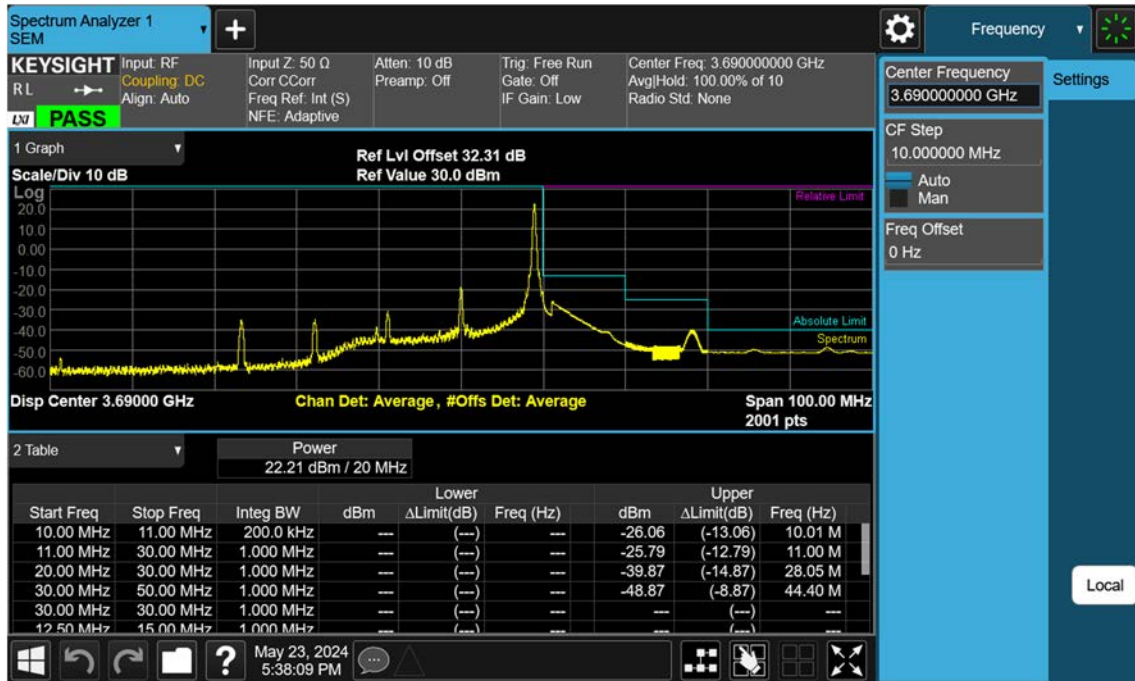 Spectrum Analyzer 1
SEM
Frequency
KEYSIGHT
RL
LXI
PASS
Input: RF
Coupling: DC
Align: Auto
Input Z: 50 Ω
Corr CCorr
Freq Ref: Int (S)
NFE: Adaptive
Atten: 10 dB
Preamp: Off
Trig: Free Run
Gate: Off
IF Gain: Low
Center Freq: 3.690000000 GHz
Avg|Hold: 100.00% of 10
Radio Std: None
Center Frequency
3.690000000 GHz
Settings
CF Step
10.000000 MHz
Auto
Man
Freq Offset
0 Hz
Local
1 Graph
Ref Lvl Offset 32.31 dB
Scale/Div 10 dB
Ref Value 30.0 dBm
Log
Relative Limit
20.0
10.0
0.00
-10.0
-20.0
-30.0
Absolute Limit
-40.0
Spectrum
-50.0
-60.0
Disp Center 3.69000 GHz
Chan Det: Average, #Offs Det: Average
Span 100.00 MHz
2001 pts
2 Table
Power
22.21 dBm / 20 MHz
Lower Upper
Start Freq Stop Freq Integ BW dBm ΔLimit(dB) Freq (Hz) dBm ΔLimit(dB) Freq (Hz)
10.00 MHz 11.00 MHz 200.0 kHz --- (---) --- -26.06 (-13.06) 10.01 M
11.00 MHz 30.00 MHz 1.000 MHz --- (---) --- -25.79 (-12.79) 11.00 M
20.00 MHz 30.00 MHz 1.000 MHz --- (---) --- -39.87 (-14.87) 28.05 M
30.00 MHz 50.00 MHz 1.000 MHz --- (---) --- -48.87 (-8.87) 44.40 M
30.00 MHz 30.00 MHz 1.000 MHz --- (---) --- --- (---) ---
12.50 MHz 15.00 MHz 1.000 MHz --- (---) --- --- (---) ---
May 23, 2024
5:38:09 PM